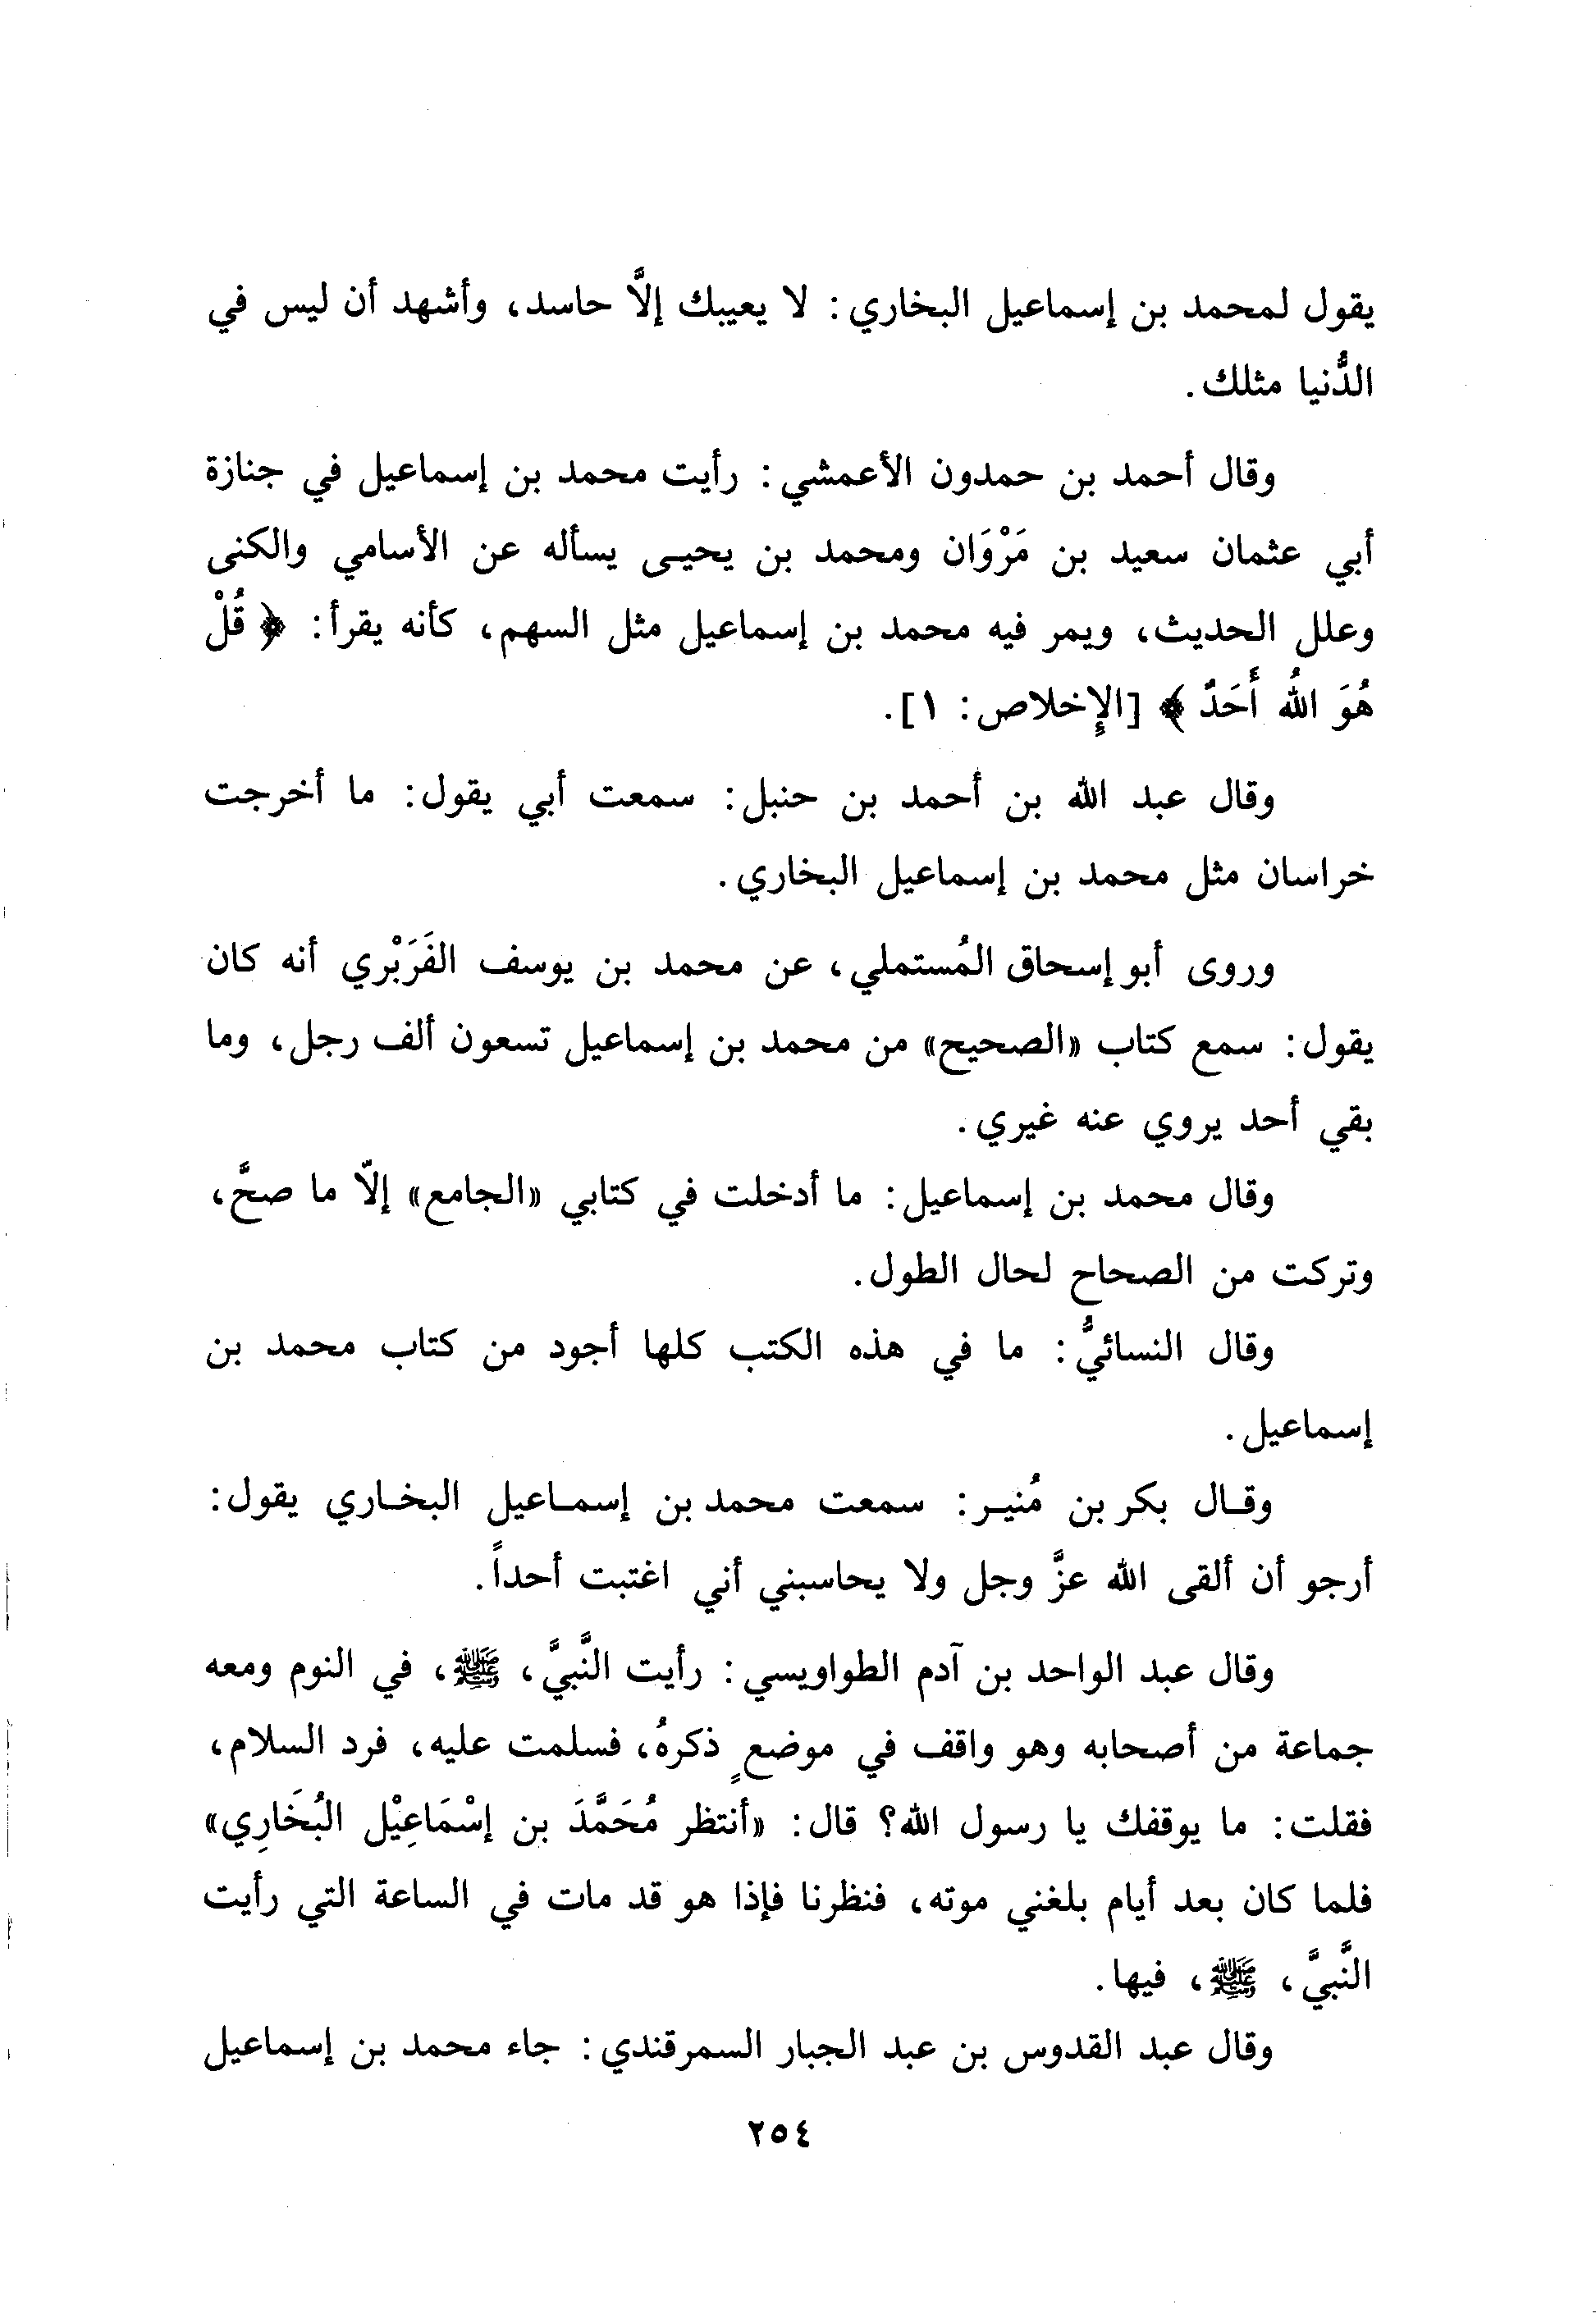 يقول لمحمد بن إسماعيل البخاري: لا يعيبك إلَّا حاسد، وأشهد أن ليس في
الدُّنيا مثلك.
وقال أحمد بن حمدون الأعمشي: رأيت محمد بن إسماعيل في جنازة
أبي عثمان سعيد بن مَرْوَان ومحمد بن يحيى يسأله عن الأسامي والكنى
وعلل الحديث، ويمر فيه محمد بن إسماعيل مثل السهم، كأنه يقرأ: ﴿ قُلْ
هُوَ اللهُ أَحَدٌ ﴾ [الإِخلاص: ١].
وقال عبد الله بن أحمد بن حنبل: سمعت أبي يقول: ما أخرجت
خراسان مثل محمد بن إسماعيل البخاري.
وروى أبو إسحاق المُستملي، عن محمد بن يوسف الفَرَبْري أنه كان
يقول: سمع كتاب «الصحيح» من محمد بن إسماعيل تسعون ألف رجل، وما
بقي أحد يروي عنه غيري.
وقال محمد بن إسماعيل: ما أدخلت في كتابي «الجامع» إلّا ما صحَّ،
وتركت من الصحاح لحال الطول.
وقال النسائيُّ: ما في هذه الكتب كلها أجود من كتاب محمد بن
إسماعيل.
وقال بكر بن مُنير: سمعت محمد بن إسماعيل البخاري يقول:
أرجو أن ألقى الله عزَّ وجل ولا يحاسبني أني اغتبت أحداً.
وقال عبد الواحد بن آدم الطواويسي: رأيت النَّبيَّ، ﷺ، في النوم ومعه
جماعة من أصحابه وهو واقف في موضعٍ ذكرهُ، فسلمت عليه، فرد السلام،
فقلت: ما يوقفك يا رسول الله؟ قال: «أنتظر مُحَمَّدَ بن إسْمَاعِيْل البُخَارِي»
فلما كان بعد أيام بلغني موته، فنظرنا فإذا هو قد مات في الساعة التي رأيت
النَّبيَّ، ﷺ، فيها.
وقال عبد القدوس بن عبد الجبار السمرقندي: جاء محمد بن إسماعيل
٢٥٤